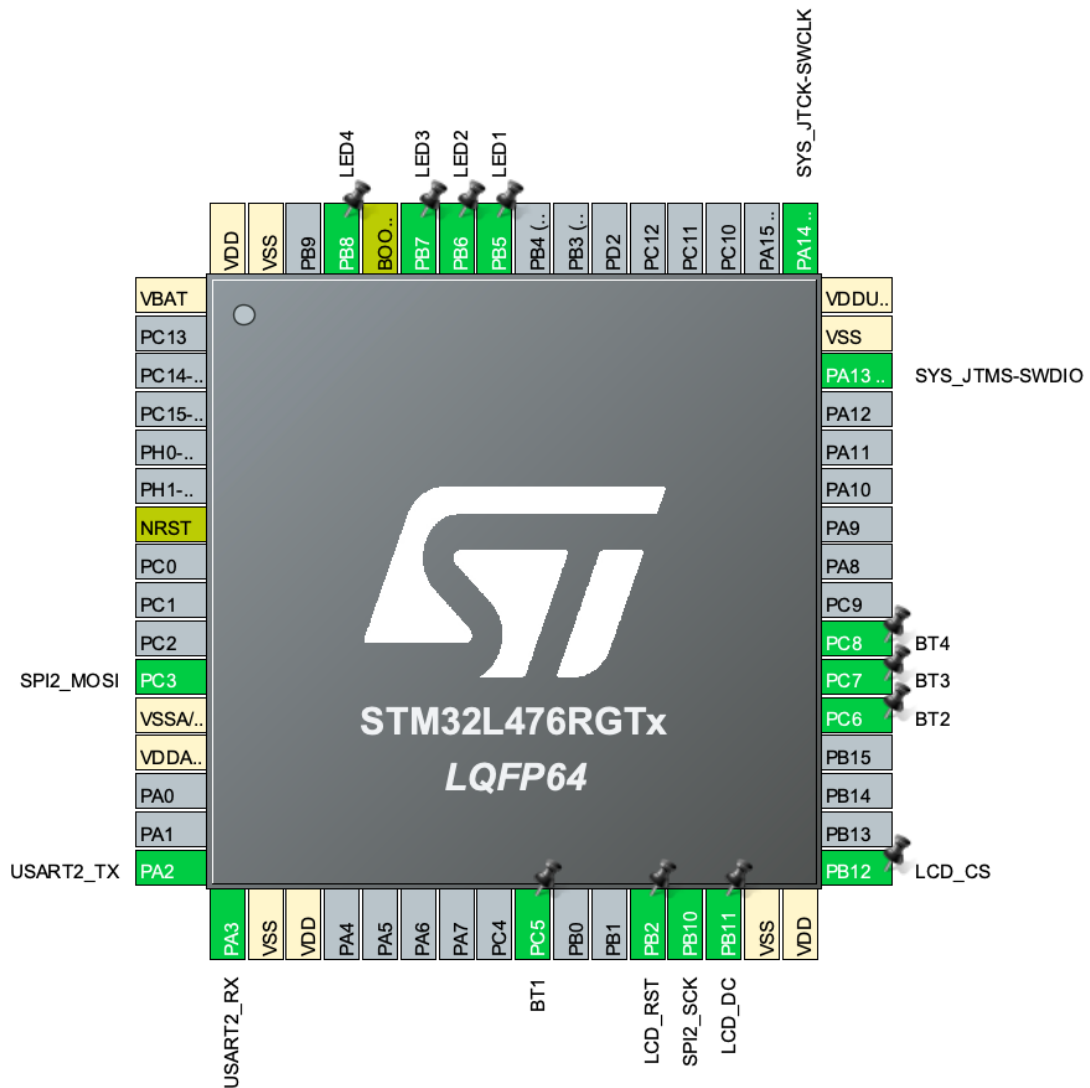 SYS_JTCK-SWCLK
LED4
LED3
LED2
LED1
VDD
VSS
PB9
PB8
BOO..
PB7
PB6
PB5
PB4 (..
PB3 (..
PD2
PC12
PC11
PC10
PA15 ..
PA14 ..
VBAT
PC13
PC14-..
PC15-..
PH0-..
PH1-..
NRST
PC0
PC1
PC2
SPI2_MOSI PC3
VSSA/..
VDDA..
PA0
PA1
USART2_TX PA2
ST
STM32L476RGTx
LQFP64
VDDU..
VSS
PA13 .. SYS_JTMS-SWDIO
PA12
PA11
PA10
PA9
PA8
PC9
PC8 BT4
PC7 BT3
PC6 BT2
PB15
PB14
PB13
PB12 LCD_CS
PA3
VSS
VDD
PA4
PA5
PA6
PA7
PC4
PC5
PB0
PB1
PB2
PB10
PB11
VSS
VDD
USART2_RX
BT1
LCD_RST
SPI2_SCK
LCD_DC